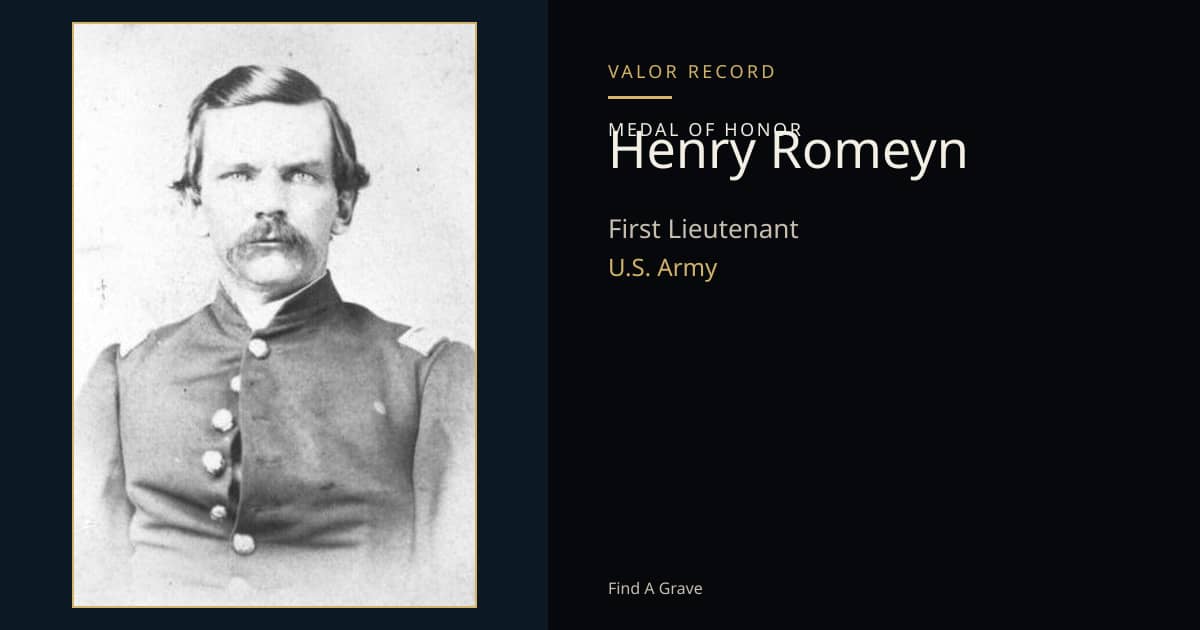 VALOR RECORD
MEDAL OF HONOR
Henry Romeyn
First Lieutenant
U.S. Army
Find A Grave